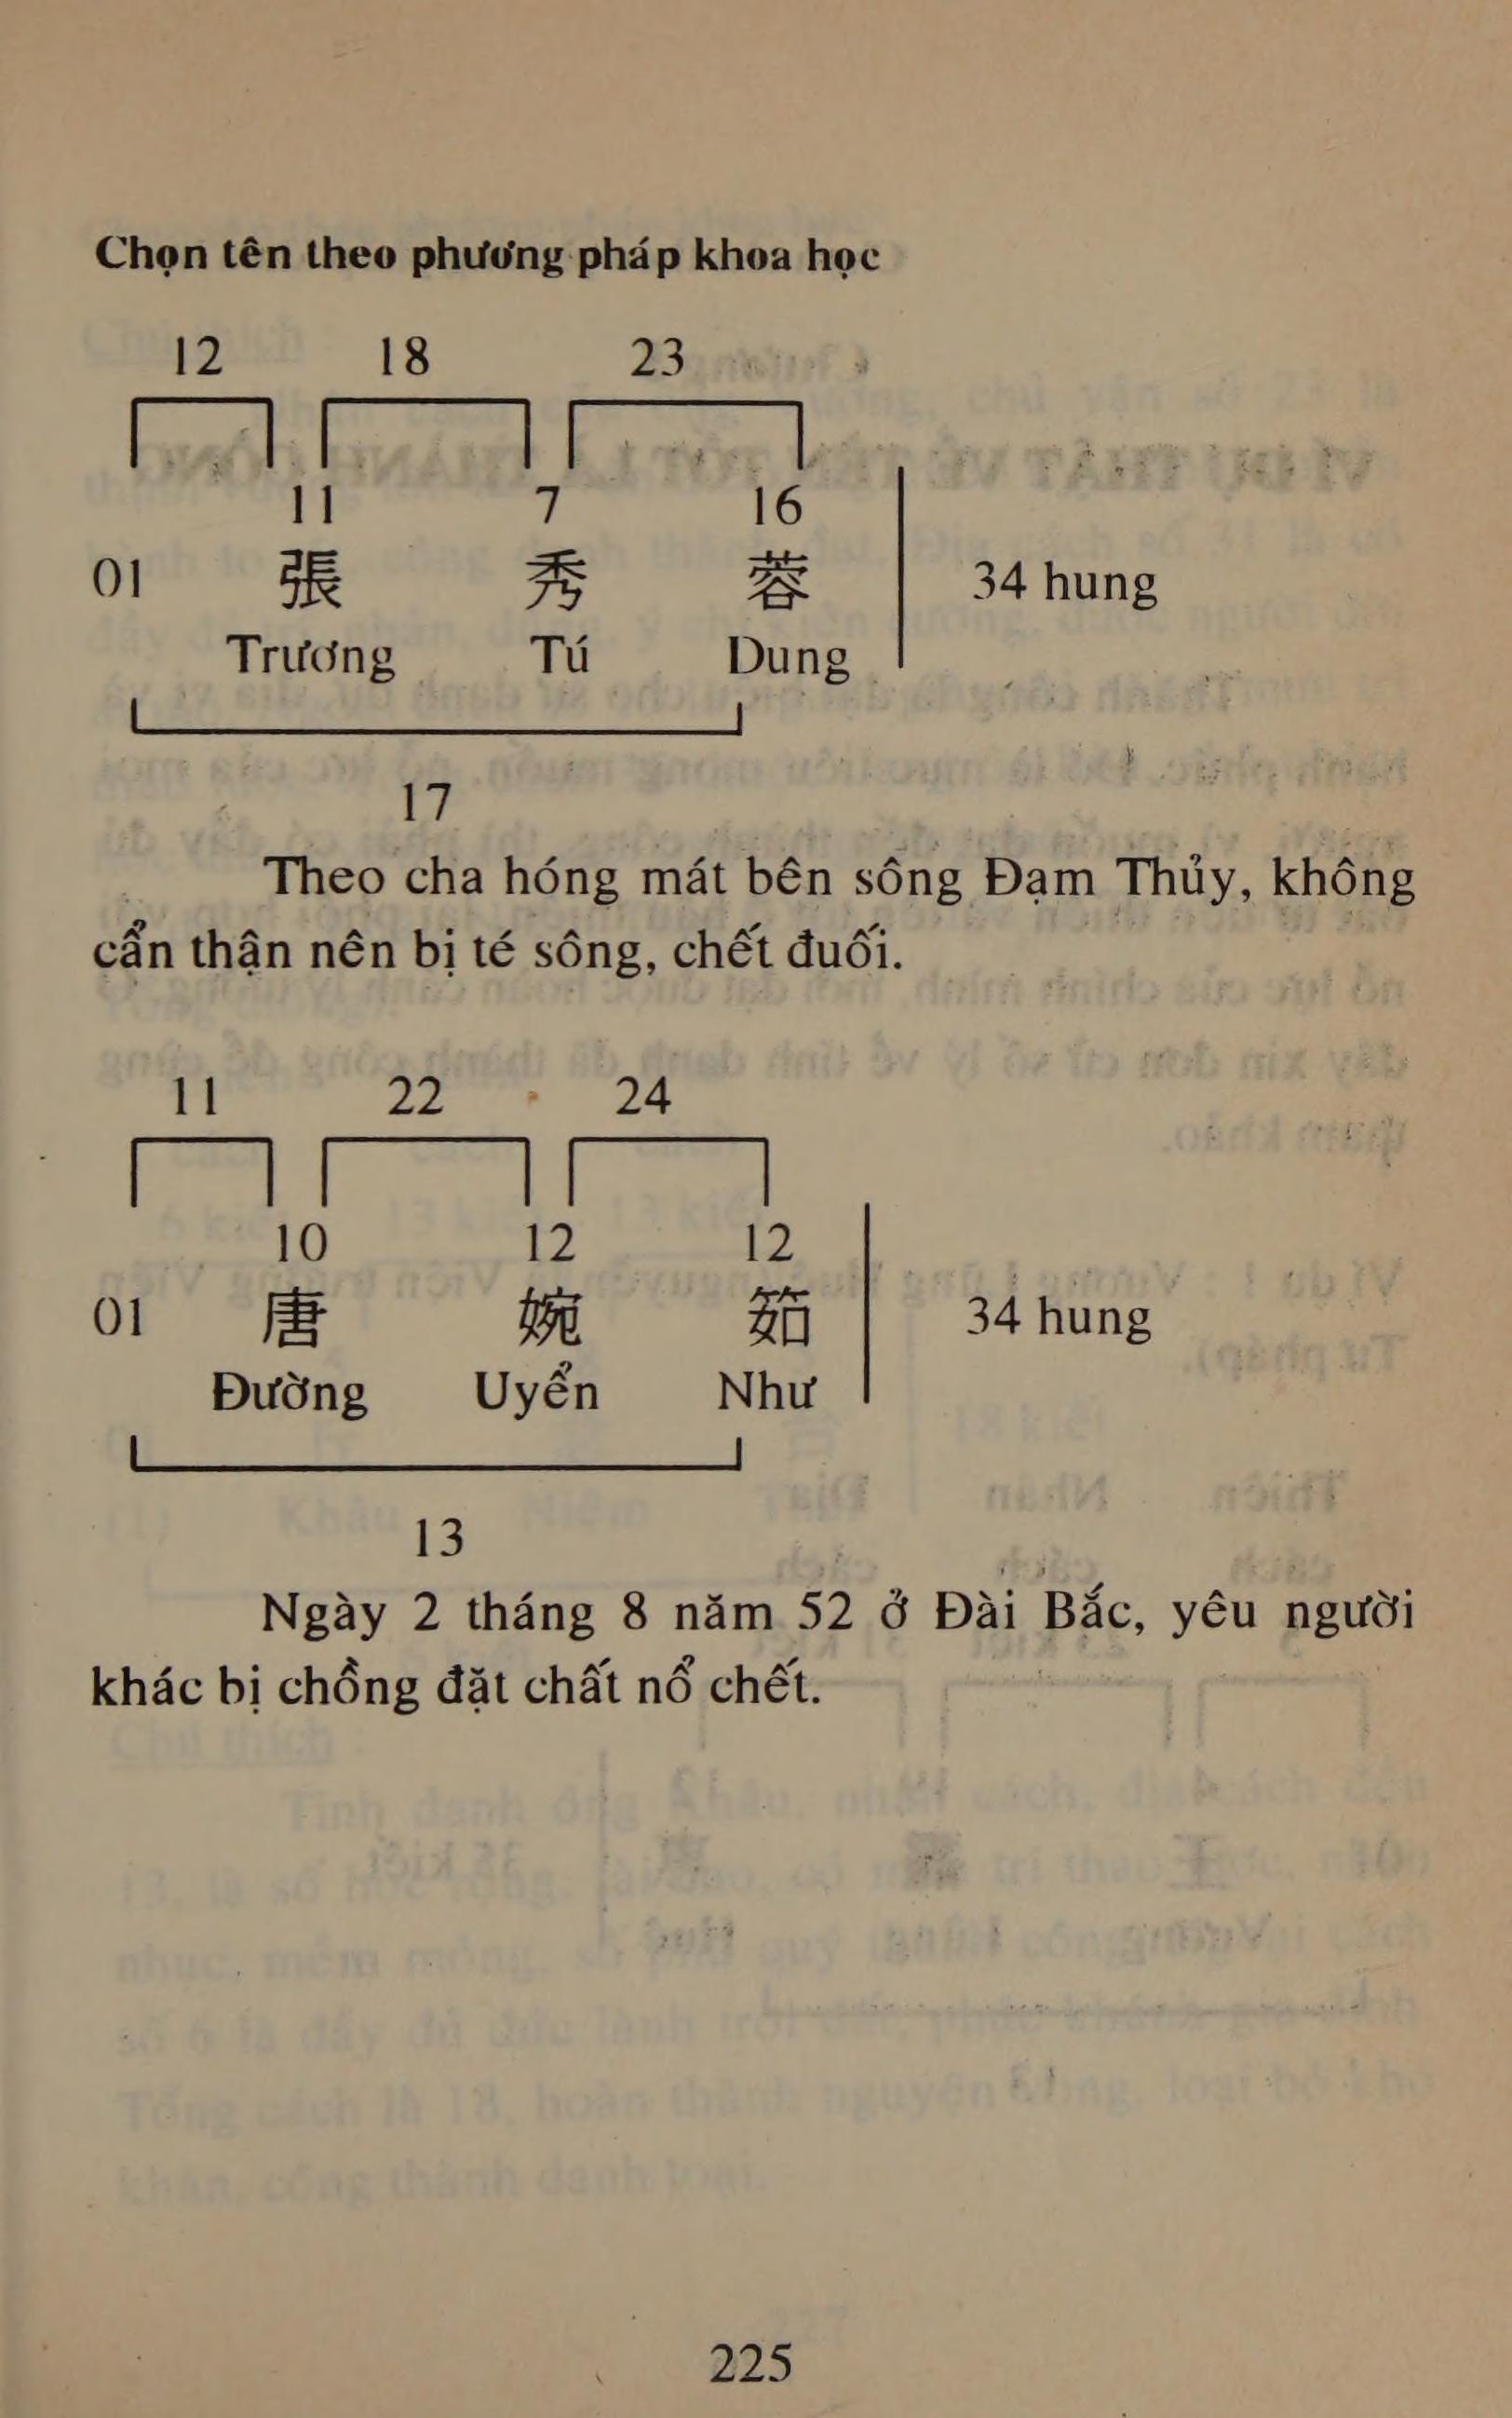 Chọn tên theo phương pháp khoa học
12 18 23
11 7 16
01 張 秀 蓉 34 hung
Trương Tú Dung
17
Theo cha hóng mát bên sông Đạm Thủy, không
cẩn thận nên bị té sông, chết đuối.
11 22 24
10 12 12
01 唐 婉 茹 34 hung
Đường Uyển Như
13
Ngày 2 tháng 8 năm 52 ở Đài Bắc, yêu người
khác bị chồng đặt chất nổ chết.
225